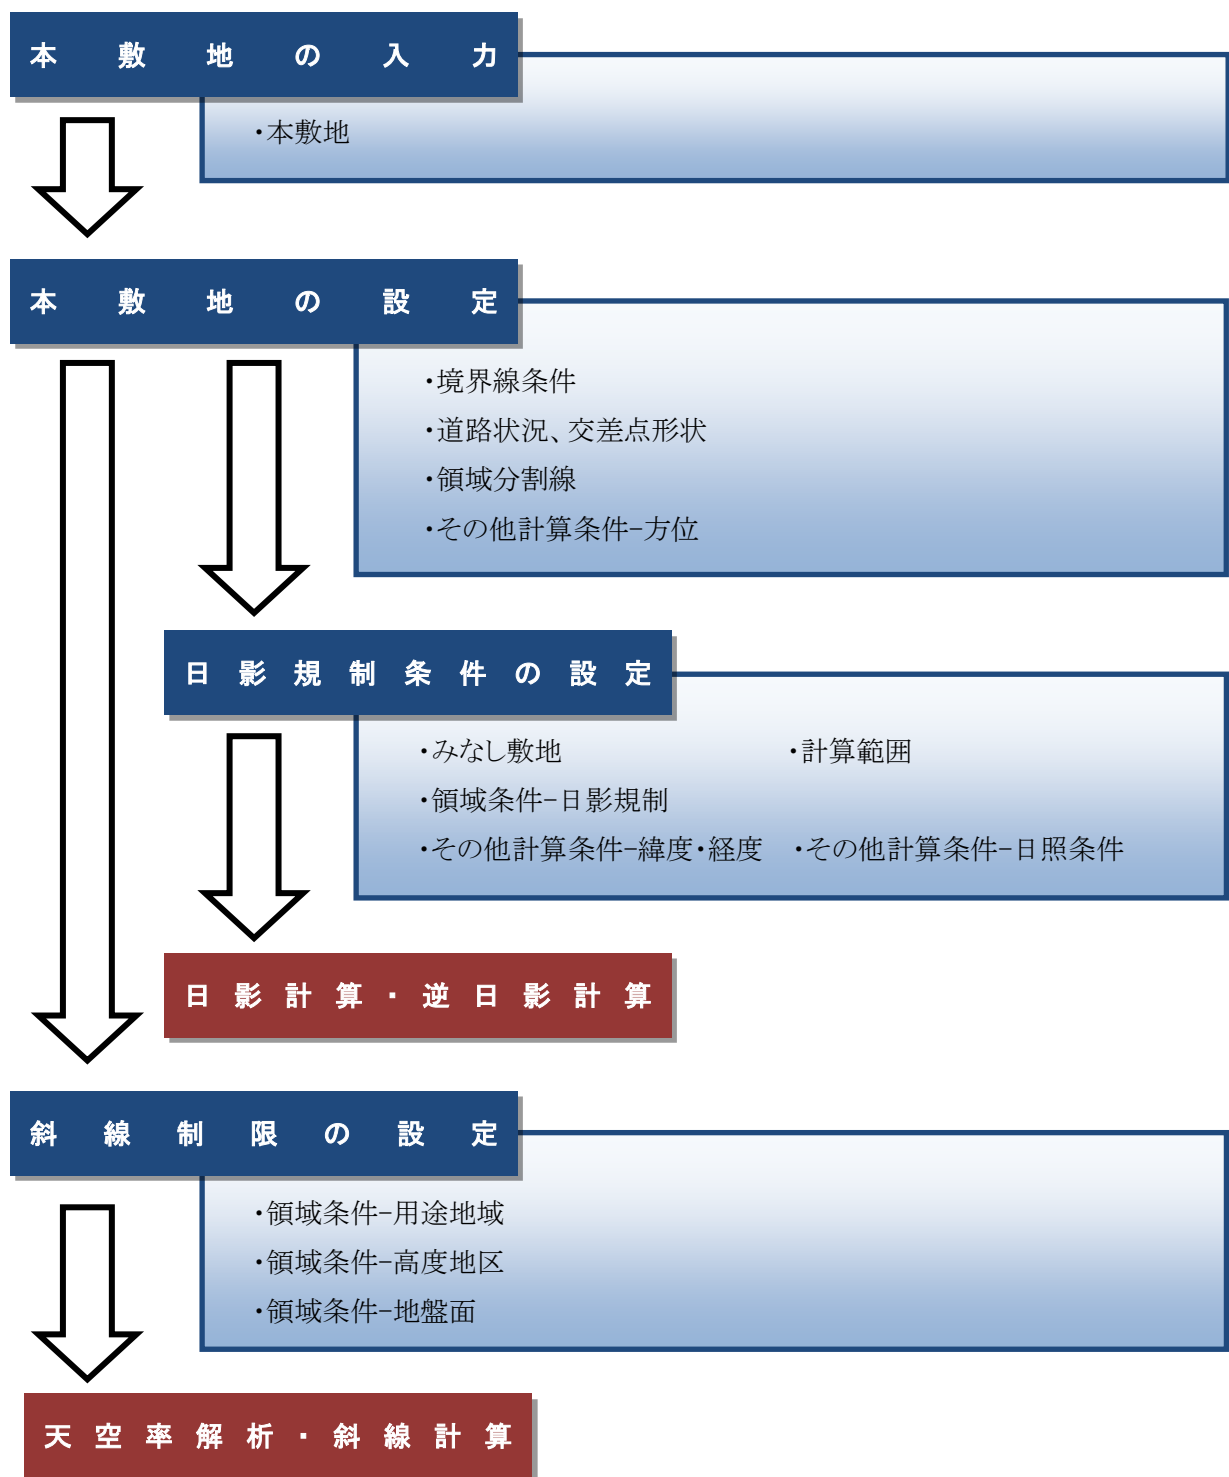 本敷地の入力
・本敷地
本敷地の設定
・境界線条件
・道路状況、交差点形状
・領域分割線
・その他計算条−方位
日影規制条件の設定
・みなし敷地 ・計算範囲
・領域条件−日影規制
・その他計算条件−緯度・経度 ・その他計算条件−日照条件
日影計算・逆日影計算
斜線制限の設定
・領域条件−用途地域
・領域条件−高度地区
・領域条件−地盤面
天空率解析・斜線計算